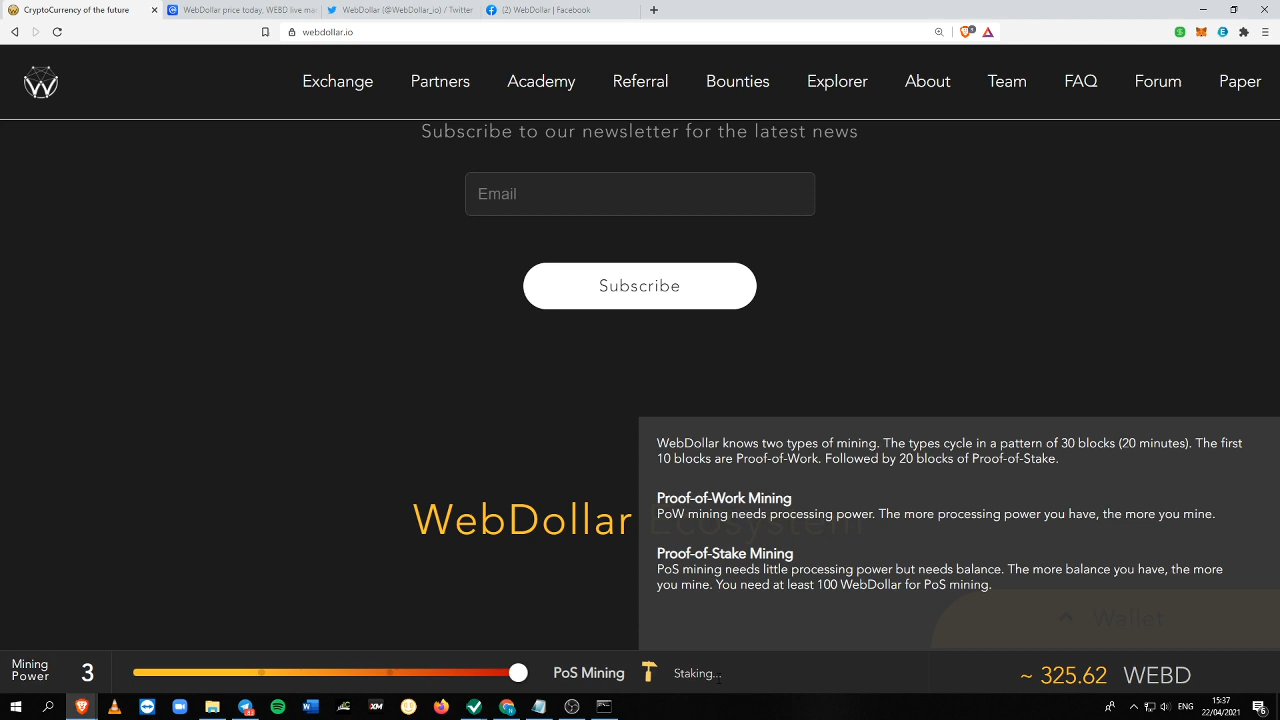 CryptoCurrency of the future
WebDollar price today, WEBD live ma
WebDollar (@WebDollar_io) / Twitter
(2) WebDollar | Facebook
webdollar.io
Exchange
Partners
Academy
Referral
Bounties
Explorer
About
Team
FAQ
Forum
Paper
Subscribe to our newsletter for the latest news
Email
Subscribe
WebDollar Ecosystem
WebDollar knows two types of mining. The types cycle in a pattern of 30 blocks (20 minutes). The first
10 blocks are Proof-of-Work. Followed by 20 blocks of Proof-of-Stake.
Proof-of-Work Mining
PoW mining needs processing power. The more processing power you have, the more you mine.
Proof-of-Stake Mining
PoS mining needs little processing power but needs balance. The more balance you have, the more
you mine. You need at least 100 WebDollar for PoS mining.
Wallet
Mining
Power
3
PoS Mining
Staking...
~ 325.62 WEBD
ENG
15:37
22/04/2021